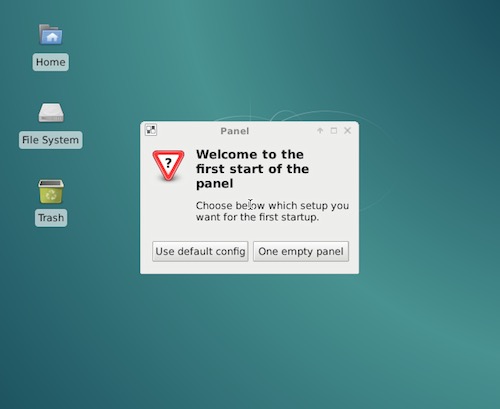 Home
File System
Trash
Panel
Welcome to the
first start of the
panel
Choose below which setup you
want for the first startup.
Use default config
One empty panel